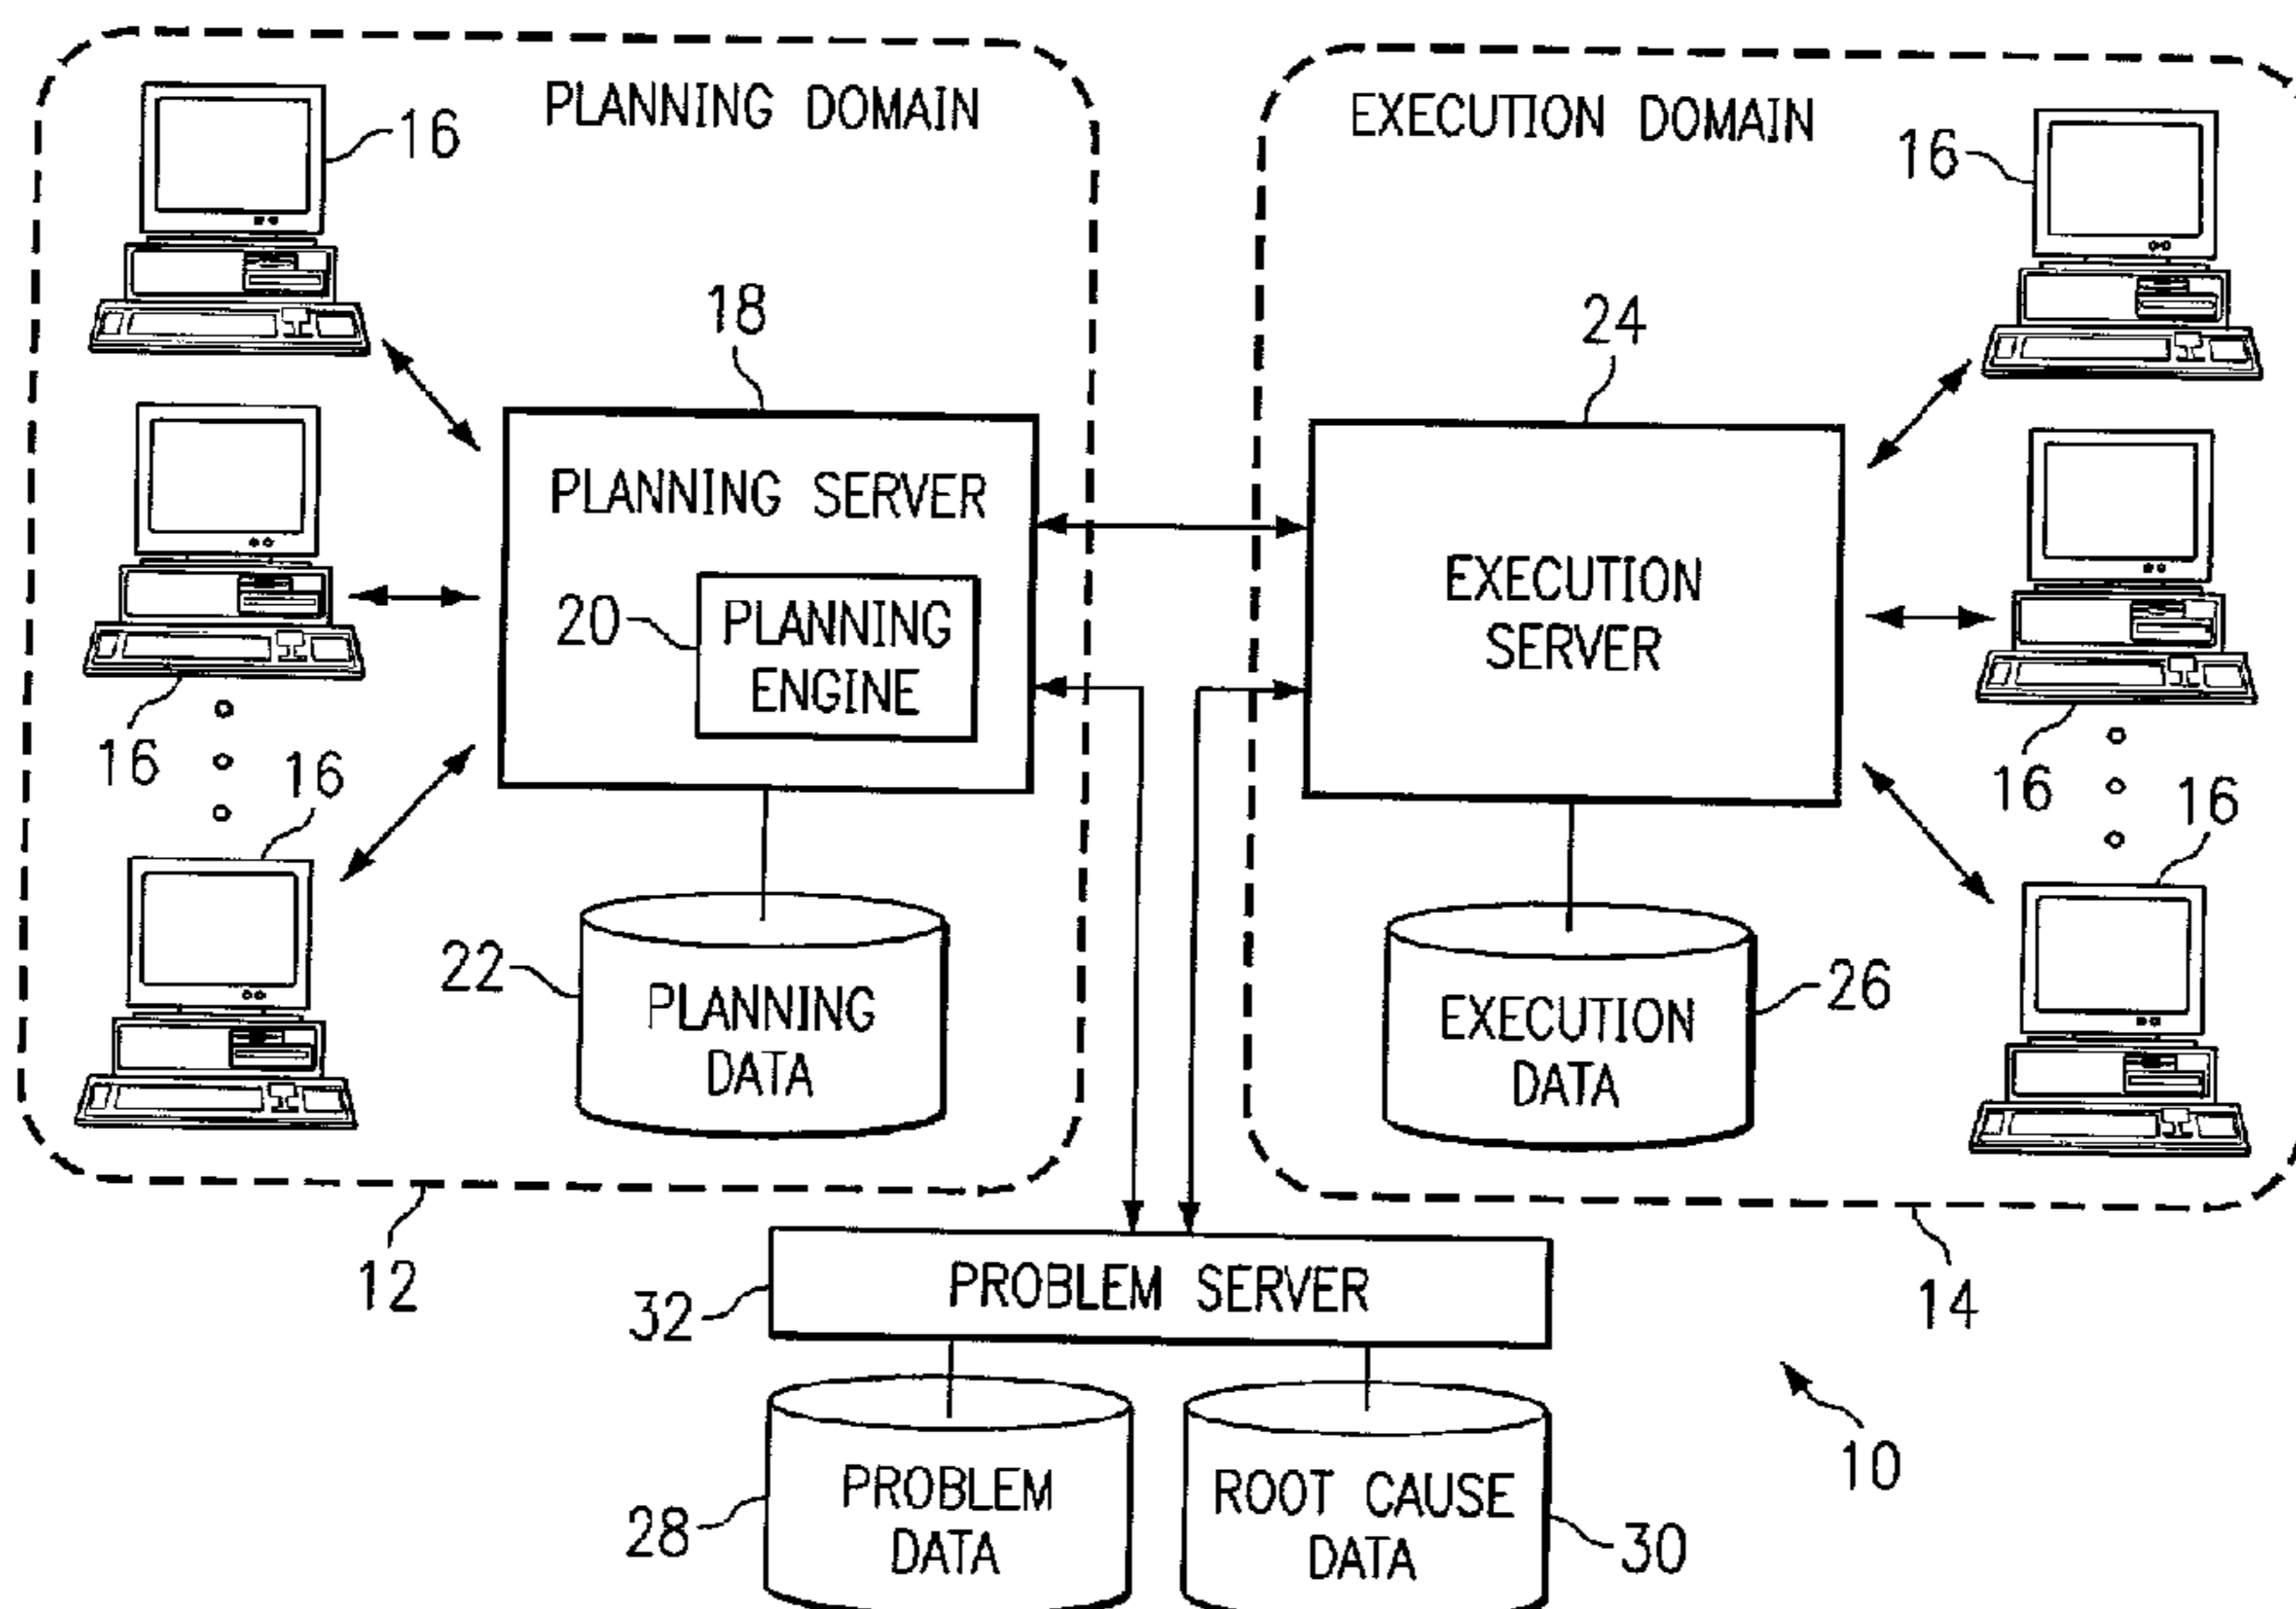 PLANNING DOMAIN
16
18
PLANNING SERVER
20
PLANNING
ENGINE
16
16
22
PLANNING
DATA
12
EXECUTION DOMAIN
16
24
EXECUTION
SERVER
16
16
EXECUTION
DATA
26
14
PROBLEM SERVER
32
PROBLEM
DATA
28
ROOT CAUSE
DATA
30
10